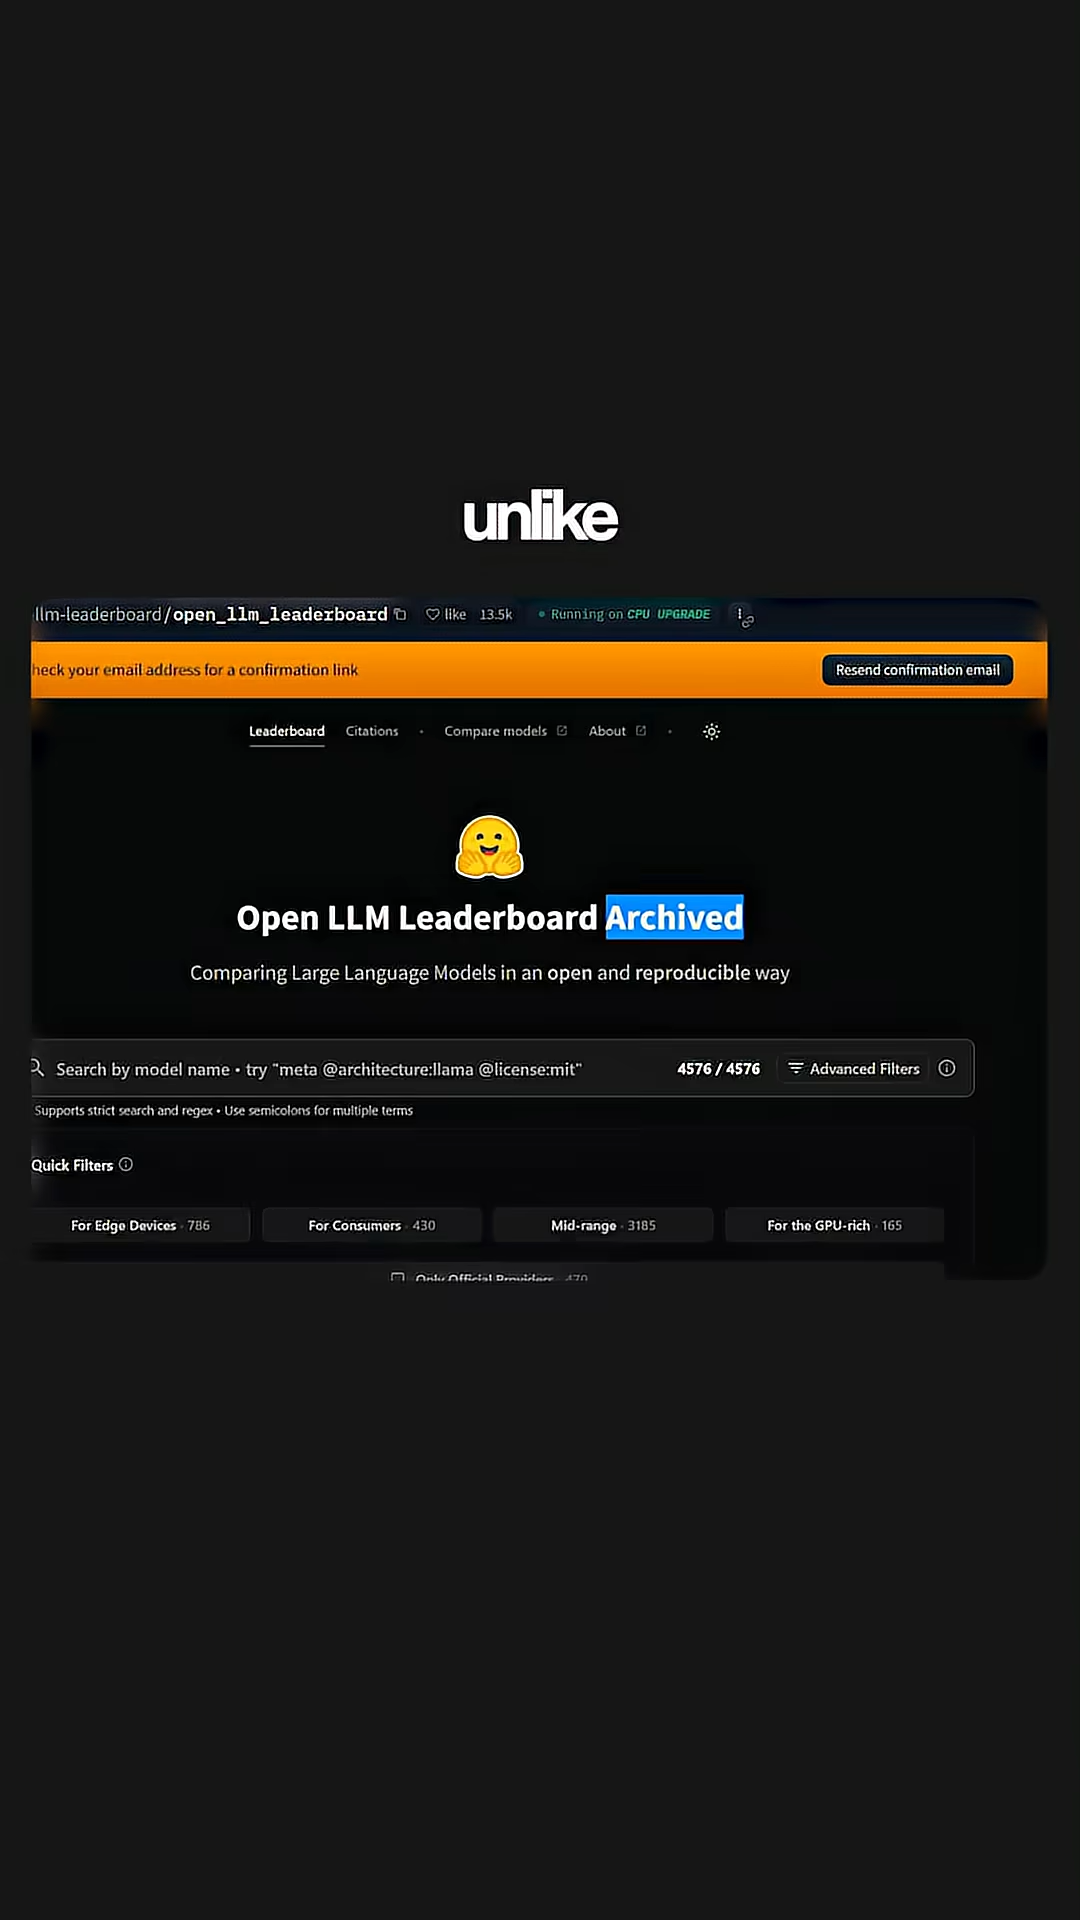 unlike
llm-leaderboard/open_llm_leaderboard like 13.5k Running on CPU UPGRADE
heck your email address for a confirmation link Resend confirmation email
Leaderboard Citations • Compare models About •
Open LLM Leaderboard Archived
Comparing Large Language Models in an open and reproducible way
Search by model name • try "meta @architecture:llama @license:mit" 4576 / 4576 Advanced Filters
Supports strict search and regex • Use semicolons for multiple terms
Quick Filters
For Edge Devices · 786 For Consumers · 430 Mid-range · 3185 For the GPU-rich · 165
Only Official Providers · 470